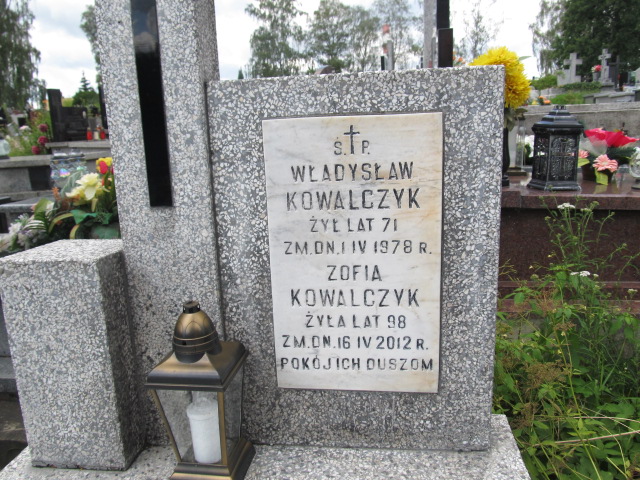 Ś.†P.
WŁADYSŁAW
KOWALCZYK
ŻYŁ LAT 71
ZM. DN. 1 IV 1978 R.
ZOFIA
KOWALCZYK
ŻYŁA LAT 98
ZM. DN. 16 IV 2012 R.
POKÓJ ICH DUSZOM